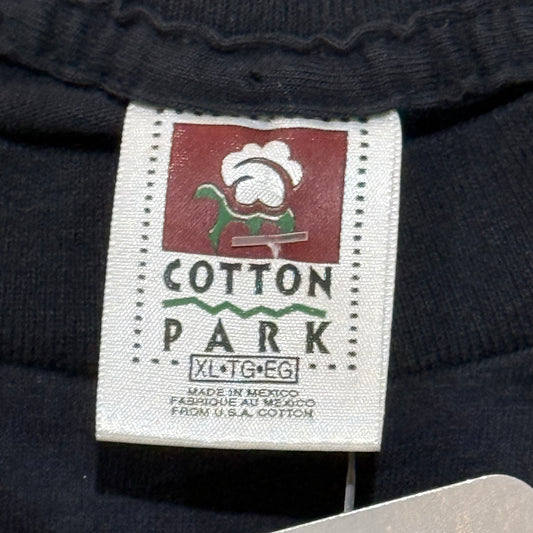 COTTON
PARK
XL•TG•EG
MADE IN MEXICO
FABRIQUE AU MEXICO
FROM U.S.A. COTTON